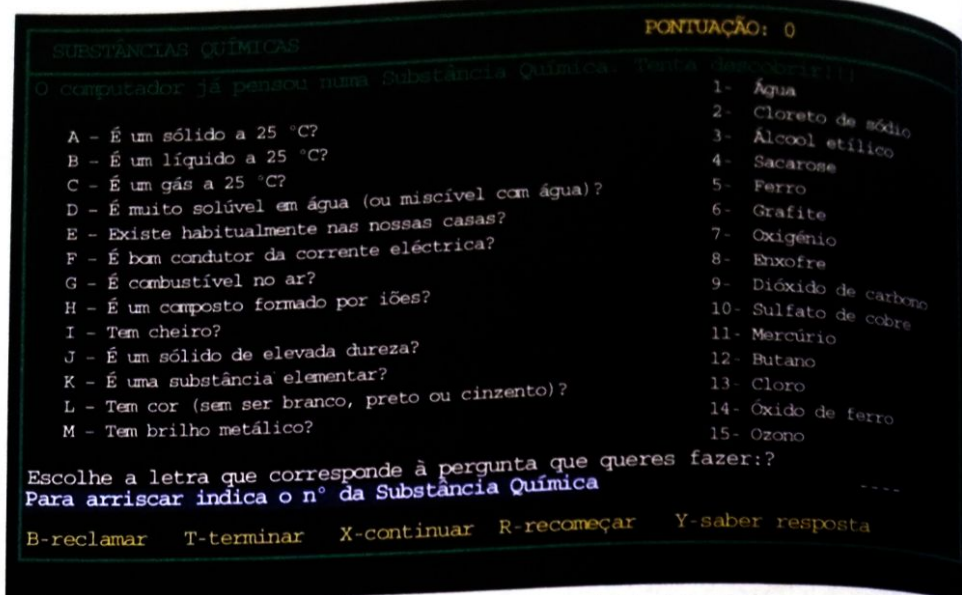 PONTUAÇÃO: 0
SUBSTÂNCIAS QUÍMICAS
O computador já pensou numa Substância Química. Tenta descobrir!!!
A - É um sólido a 25 °C?
B - É um líquido a 25 °C?
C - É um gás a 25 °C?
D - É muito solúvel em água (ou miscível com água)?
E - Existe habitualmente nas nossas casas?
F - É bom condutor da corrente eléctrica?
G - É combustível no ar?
H - É um composto formado por iões?
I - Tem cheiro?
J - É um sólido de elevada dureza?
K - É uma substância elementar?
L - Tem cor (sem ser branco, preto ou cinzento)?
M - Tem brilho metálico?
1- Água
2- Cloreto de sódio
3- Álcool etílico
4- Sacarose
5- Ferro
6- Grafite
7- Oxigénio
8- Enxofre
9- Dióxido de carbono
10- Sulfato de cobre
11- Mercúrio
12- Butano
13- Cloro
14- Óxido de ferro
15- Ozono
Escolhe a letra que corresponde à pergunta que queres fazer:?
Para arriscar indica o n° da Substância Química ----
B-reclamar T-terminar X-continuar R-recomeçar Y-saber resposta